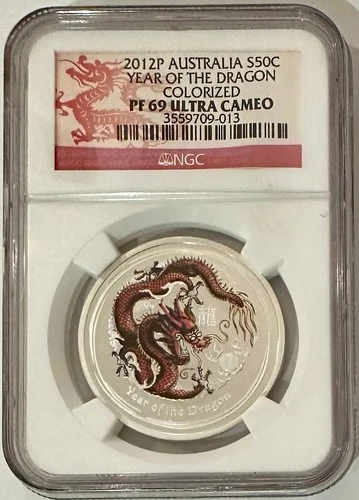 2012P AUSTRALIA S50C
YEAR OF THE DRAGON
COLORIZED
PF 69 ULTRA CAMEO
3559709-013
NGC
龍
Year of the Dragon